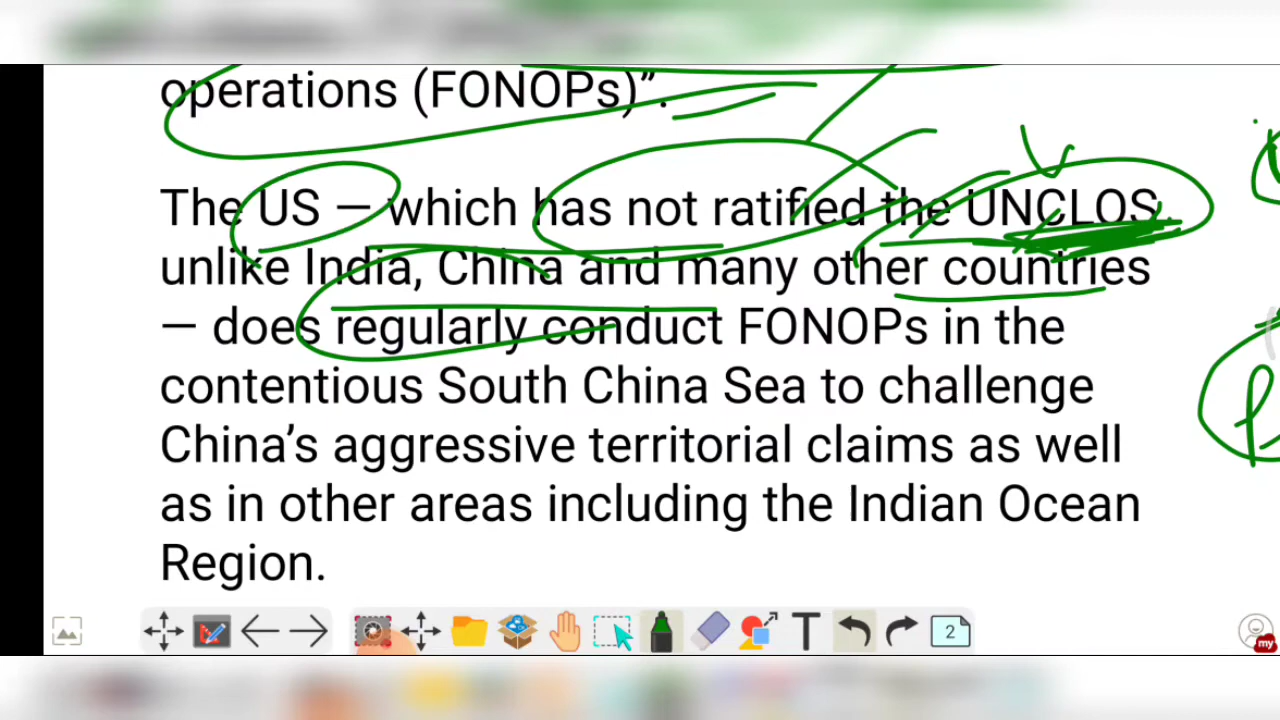 operations (FONOPs)”.
The US — which has not ratified the UNCLOS,
unlike India, China and many other countries
— does regularly conduct FONOPs in the
contentious South China Sea to challenge
China’s aggressive territorial claims as well
as in other areas including the Indian Ocean
Region.
T
2
my